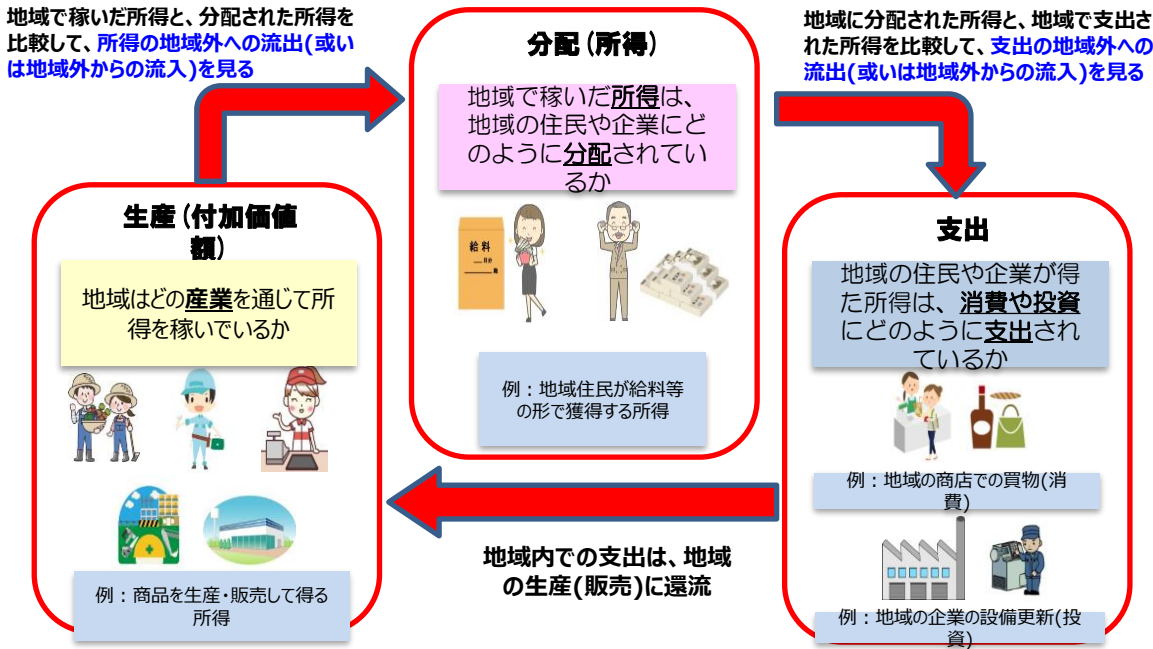 地域で稼いだ所得と、分配された所得を
比較して、所得の地域外への流出(或い
は地域外からの流入)を見る
分配(所得)
地域で稼いだ所得は、
地域の住民や企業にど
のように分配されてい
るか
給料
月分
例：地域住民が給料等
の形で獲得する所得
地域に分配された所得と、地域で支出さ
れた所得を比較して、支出の地域外への
流出(或いは地域外からの流入)を見る
生産(付加価値
額)
地域はどの産業を通じて所
得を稼いでいるか
例：商品を生産・販売して得る
所得
支出
地域の住民や企業が得
た所得は、消費や投資
にどのように支出され
ているか
例：地域の商店での買物(消
費)
例：地域の企業の設備更新(投
資)
地域内での支出は、地域
の生産(販売)に還流